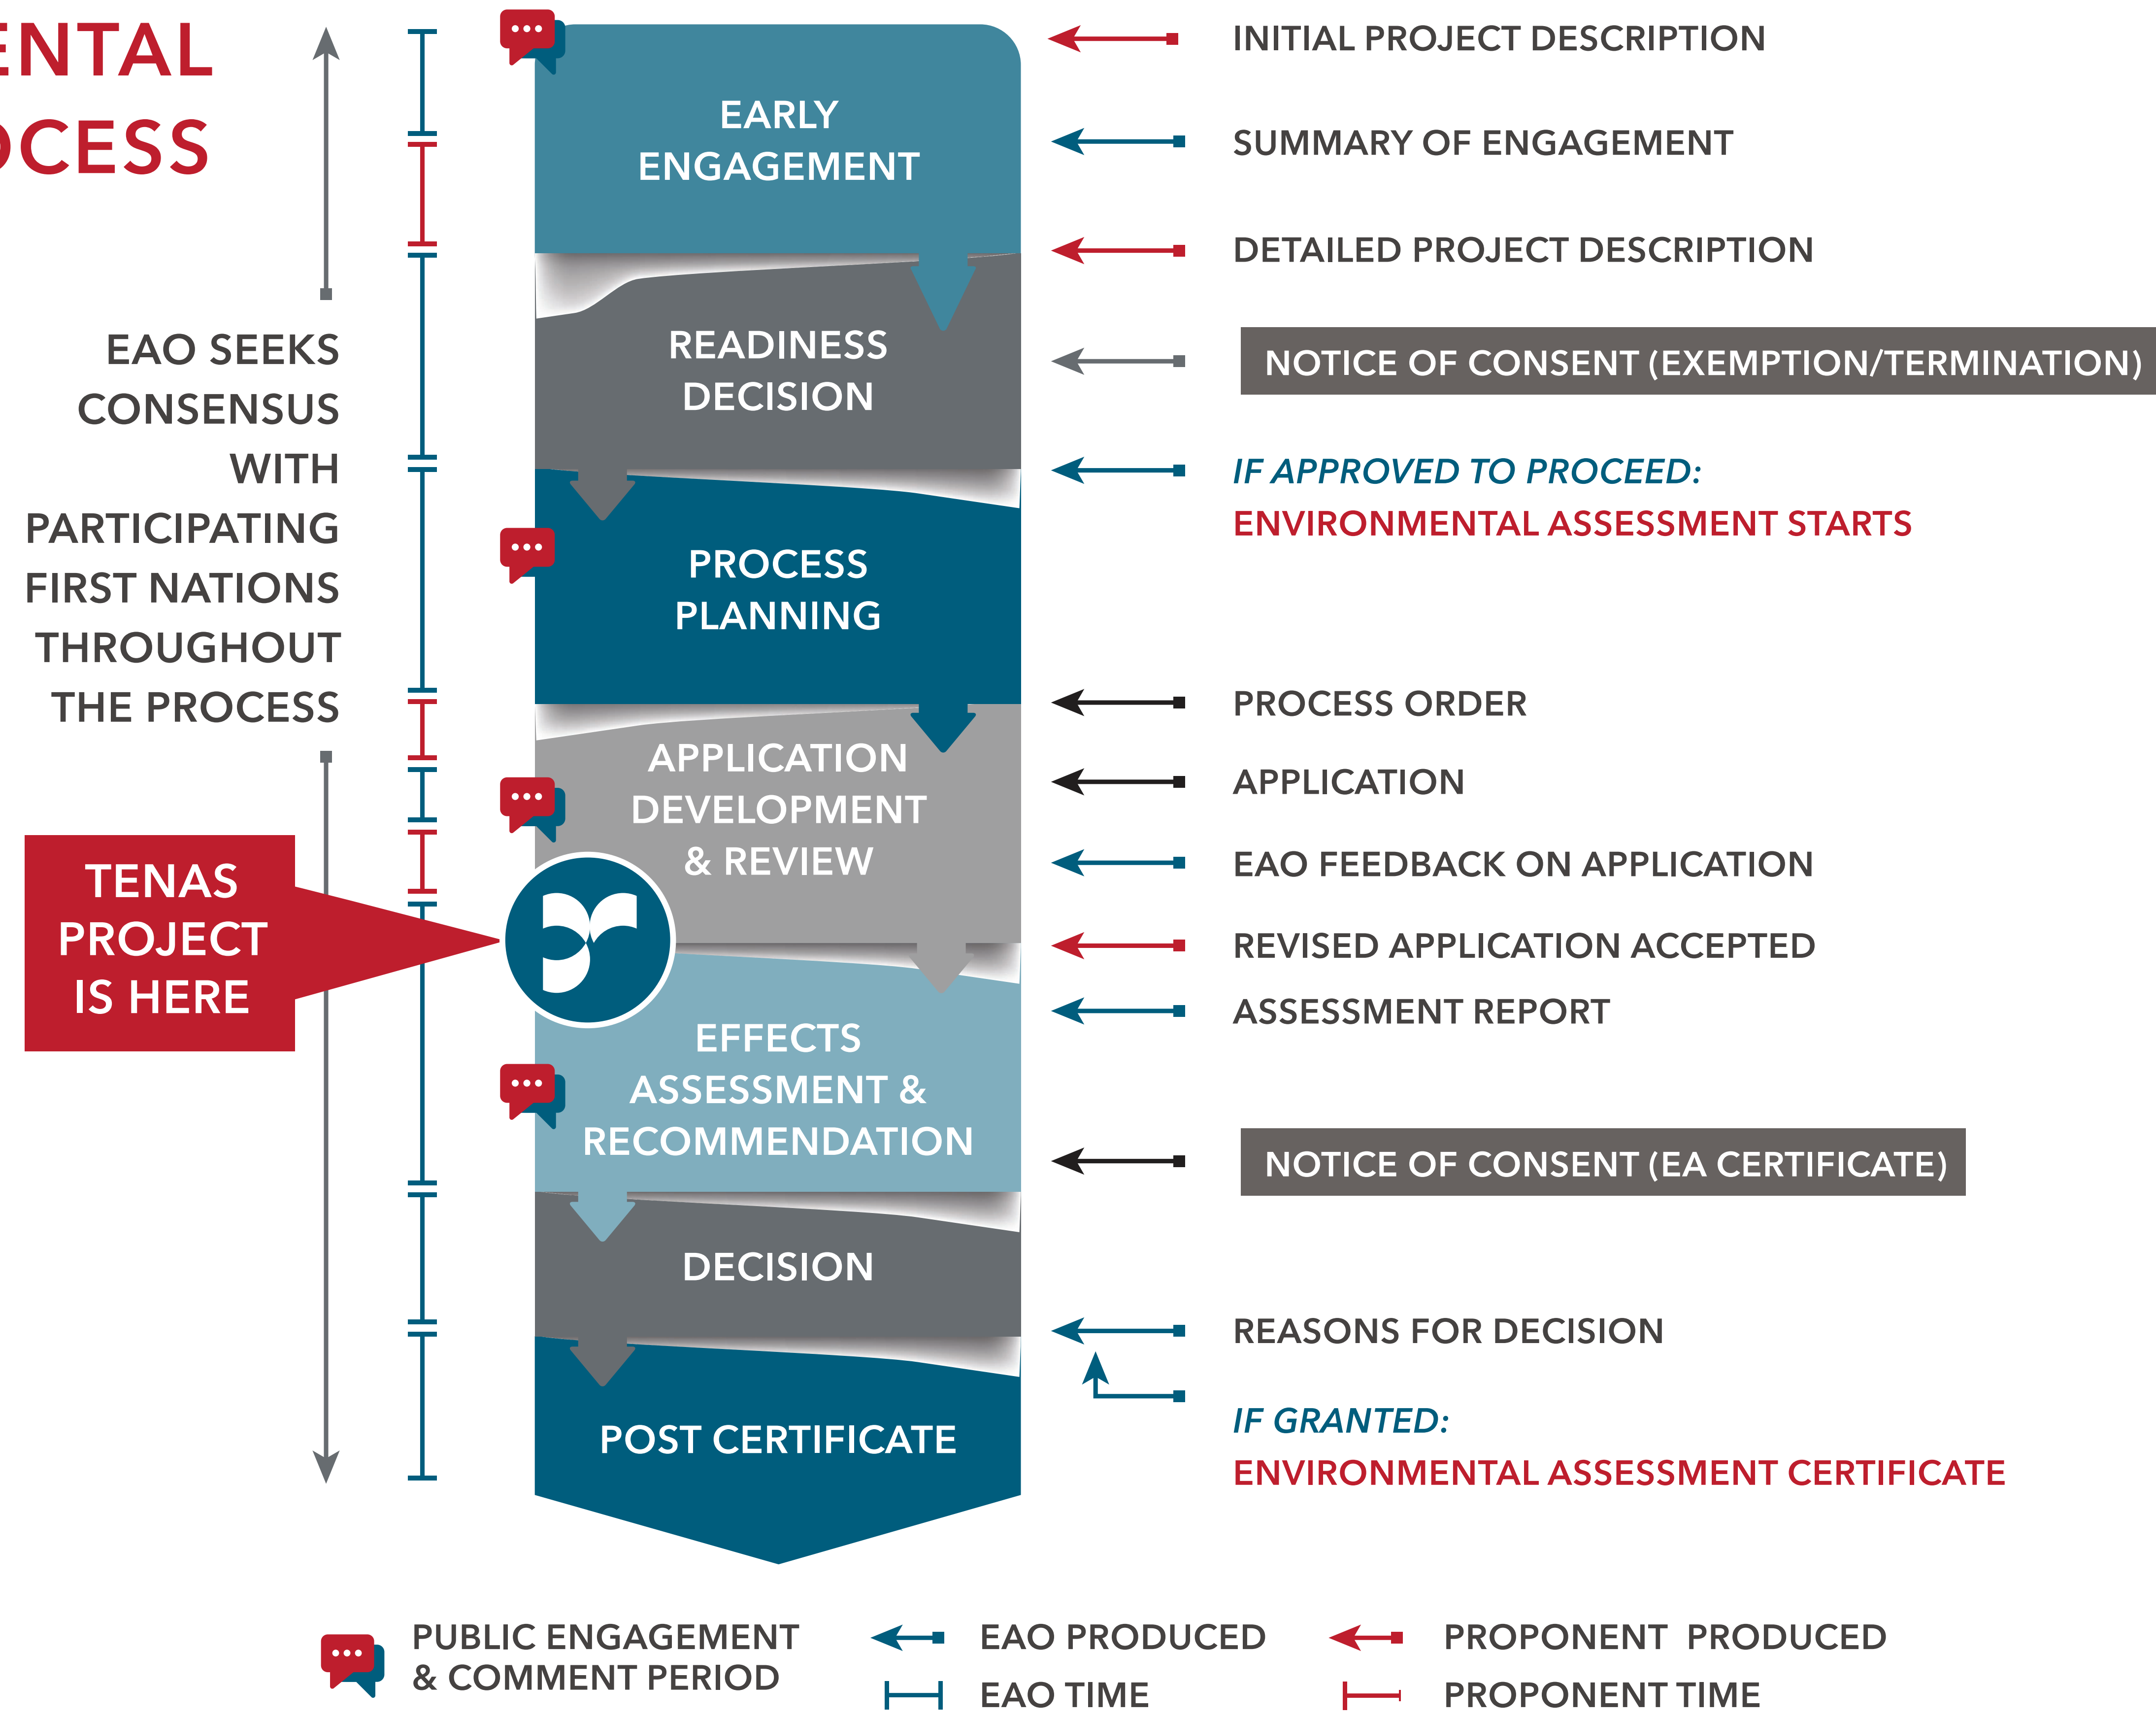 ENTAL
OCESS
EAO SEEKS
CONSENSUS
WITH
PARTICIPATING
FIRST NATIONS
THROUGHOUT
THE PROCESS
TENAS
PROJECT
IS HERE
EARLY
ENGAGEMENT
READINESS
DECISION
PROCESS
PLANNING
APPLICATION
DEVELOPMENT
& REVIEW
EFFECTS
ASSESSMENT &
RECOMMENDATION
DECISION
POST CERTIFICATE
INITIAL PROJECT DESCRIPTION
SUMMARY OF ENGAGEMENT
DETAILED PROJECT DESCRIPTION
NOTICE OF CONSENT (EXEMPTION/TERMINATION)
IF APPROVED TO PROCEED:
ENVIRONMENTAL ASSESSMENT STARTS
PROCESS ORDER
APPLICATION
EAO FEEDBACK ON APPLICATION
REVISED APPLICATION ACCEPTED
ASSESSMENT REPORT
NOTICE OF CONSENT (EA CERTIFICATE)
REASONS FOR DECISION
IF GRANTED:
ENVIRONMENTAL ASSESSMENT CERTIFICATE
PUBLIC ENGAGEMENT
& COMMENT PERIOD
EAO PRODUCED
EAO TIME
PROPONENT PRODUCED
PROPONENT TIME